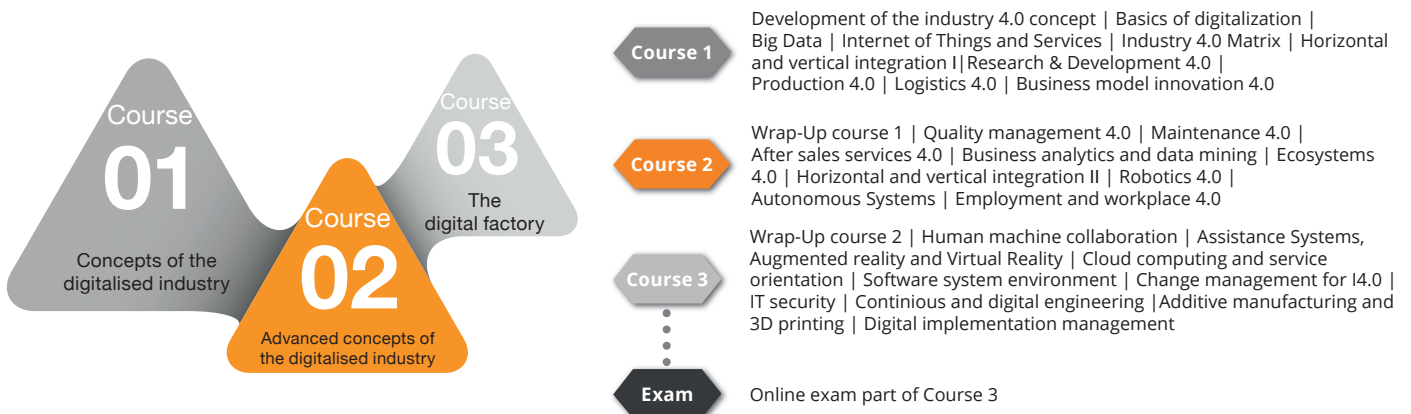 Course
01
Concepts of the
digitalised industry
Course
02
Advanced concepts of
the digitalised industry
Course
03
The
digital factory
Course 1
Development of the industry 4.0 concept | Basics of digitalization |
Big Data | Internet of Things and Services | Industry 4.0 Matrix | Horizontal
and vertical integration I|Research & Development 4.0 |
Production 4.0 | Logistics 4.0 | Business model innovation 4.0
Course 2
Wrap-Up course 1 | Quality management 4.0 | Maintenance 4.0 |
After sales services 4.0 | Business analytics and data mining | Ecosystems
4.0 | Horizontal and vertical integration II | Robotics 4.0 |
Autonomous Systems | Employment and workplace 4.0
Course 3
Wrap-Up course 2 | Human machine collaboration | Assistance Systems,
Augmented reality and Virtual Reality | Cloud computing and service
orientation | Software system environment | Change management for I4.0 |
IT security | Continious and digital engineering |Additive manufacturing and
3D printing | Digital implementation management
Exam
Online exam part of Course 3